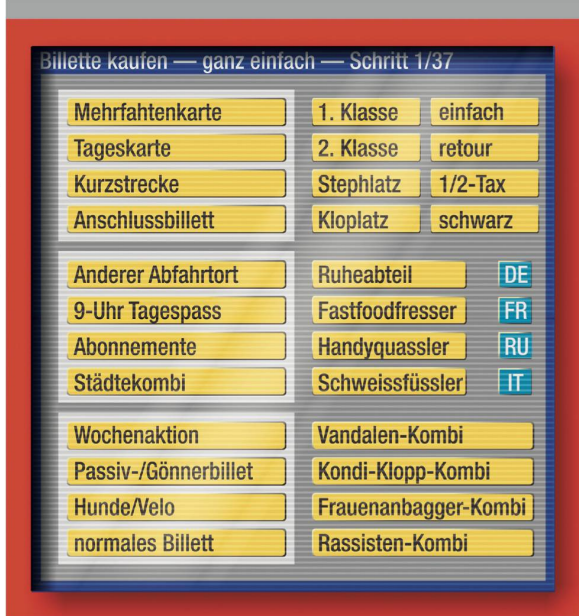 Billette kaufen — ganz einfach — Schritt 1/37
Mehrfahtenkarte 1. Klasse einfach
Tageskarte 2. Klasse retour
Kurzstrecke Stephlatz 1/2-Tax
Anschlussbillett Kloplatz schwarz
Anderer Abfahrtort Ruheabteil DE
9-Uhr Tagespass Fastfoodfresser FR
Abonnemente Handyquassler RU
Städtekombi Schweissfüssler IT
Wochenaktion Vandalen-Kombi
Passiv-/Gönnerbillet Kondi-Klopp-Kombi
Hunde/Velo Frauenanbagger-Kombi
normales Billett Rassisten-Kombi